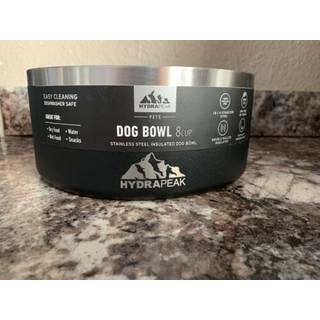 EASY CLEANING
DISHWASHER SAFE
GREAT FOR:
• Dry Food • Water
• Wet Food • Snacks
HYDRAPEAK
PETS
DOG BOWL 8CUP
STAINLESS STEEL INSULATED DOG BOWL
HYDRAPEAK